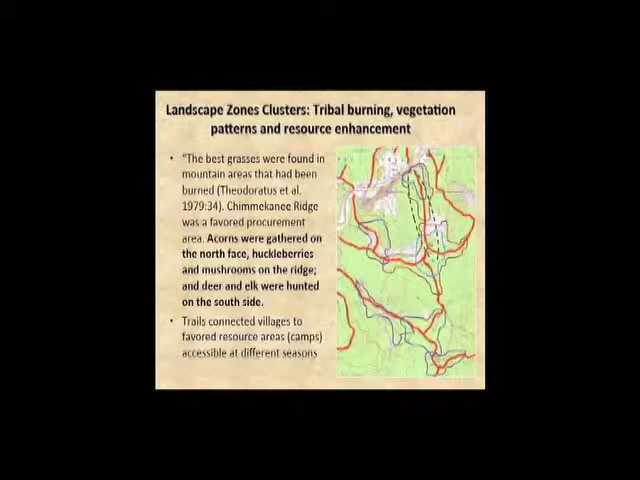 Landscape Zones Clusters: Tribal burning, vegetation
patterns and resource enhancement
• "The best grasses were found in
mountain areas that had been
burned (Theodoratus et al.
1979:34). Chimmekanee Ridge
was a favored procurement
area. Acorns were gathered on
the north face, huckleberries
and mushrooms on the ridge;
and deer and elk were hunted
on the south side.
• Trails connected villages to
favored resource areas (camps)
accessible at different seasons